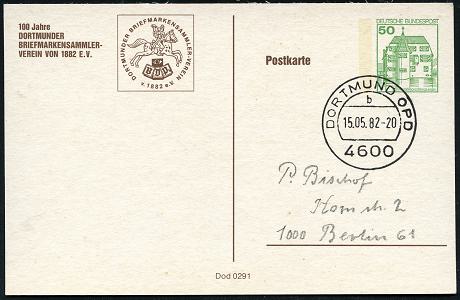 100 Jahre
DORTMUNDER
BRIEFMARKENSAMMLER-
VEREIN VON 1882 E.V.
DORTMUNDER BRIEFMARKENSAMMLER-VEREIN
v. 1882 e.V.
Postkarte
DEUTSCHE BUNDESPOST
50
DORTMUND OPD
b
15.05.82-20
4600
P. Bischof
Hornstr. 2
1000 Berlin 61
Dod 0291